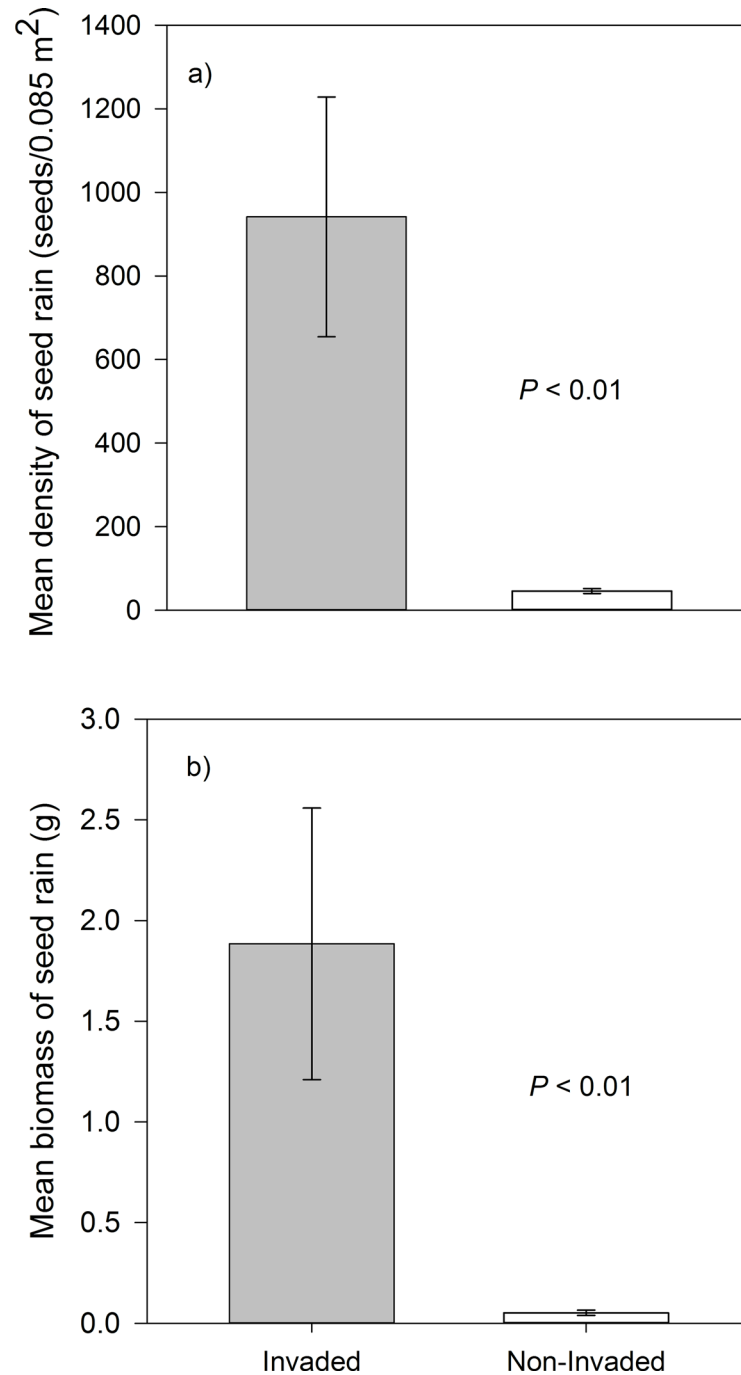 Mean density of seed rain (seeds/0.085 m²)
1400
1200
1000
800
600
400
200
0
a)
P < 0.01
Mean biomass of seed rain (g)
3.0
2.5
2.0
1.5
1.0
0.5
0.0
b)
P < 0.01
Invaded
Non-Invaded